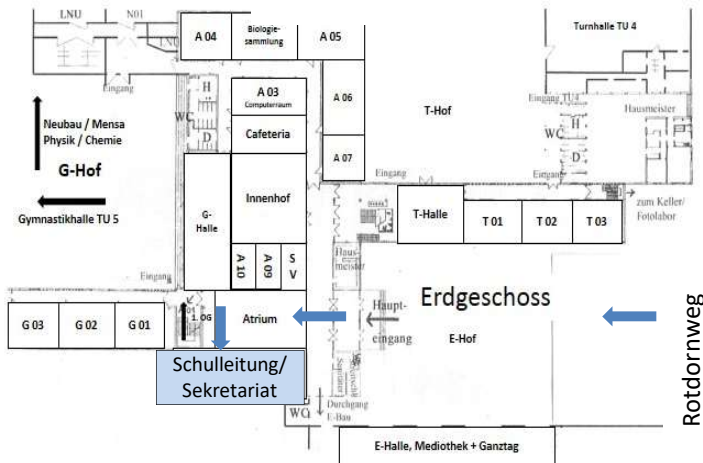 LNU
N01
LNU
A 04
Biologie-
sammlung
A 05
Turnhalle TU 4
Eingang
H
WC
D
A 03
Computerraum
Cafeteria
A 06
A 07
T-Hof
Eingang TU4
Hausmeister
WC
H
D
Neubau / Mensa
Physik / Chemie
G-Hof
Gymnastikhalle TU 5
G-
Halle
Innenhof
Eingang
Eingang
T-Halle
T 01
T 02
T 03
zum Keller/
Fotolabor
A 10
A 09
S
V
Haus-
meister
Eingang
G 03
G 02
G 01
1. OG
Atrium
Haupt-
eingang
Erdgeschoss
E-Hof
Rotdornweg
Schulleitung/
Sekretariat
WC
Durchgang
E-Bau
E-Halle, Mediothek + Ganztag